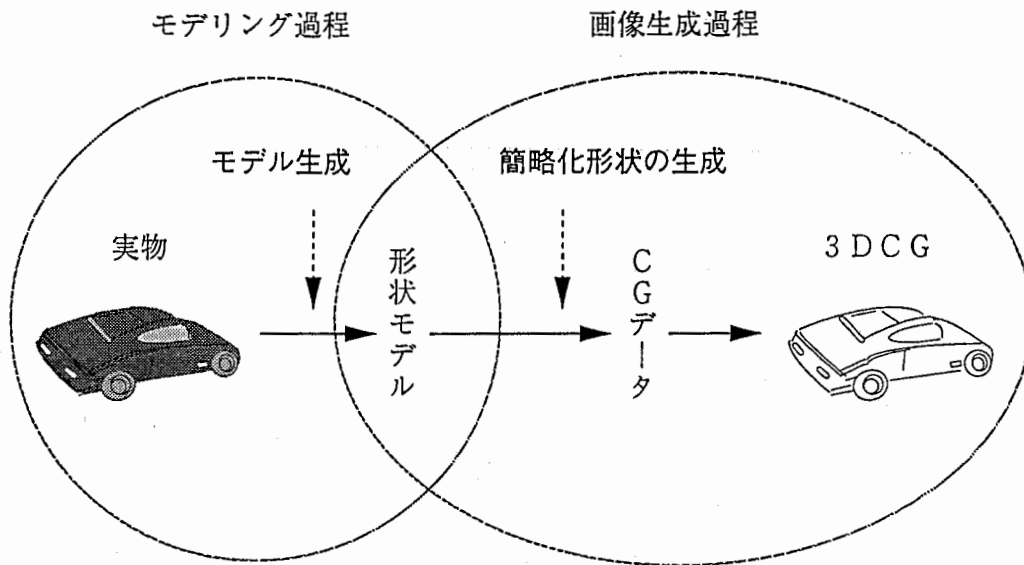 モデリング過程
画像生成過程
モデル生成
簡略化形状の生成
実物
形状モデル
CGデータ
3DCG